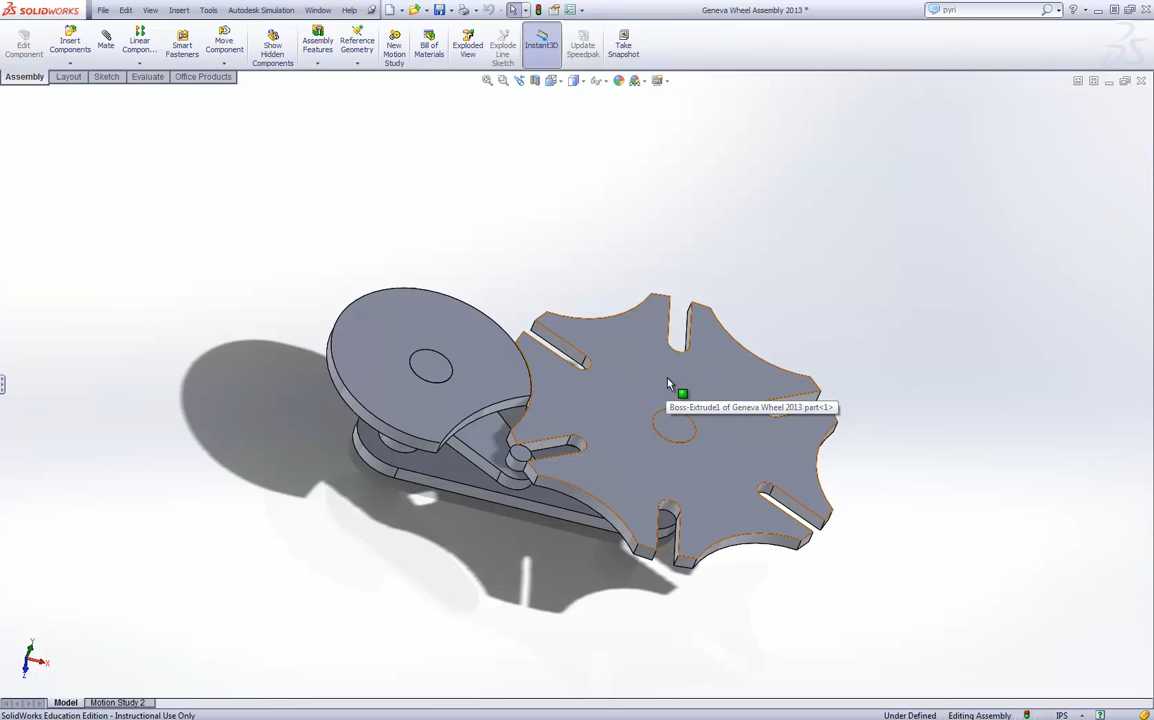 SOLIDWORKS
File Edit View Insert Tools Window Help
Geneva Wheel Assembly 2013 *
pyri
Edit Component
Insert Components
Mate
Linear Compon...
Smart Fasteners
Move Component
Show Hidden Components
Assembly Features
Reference Geometry
New Motion Study
Bill of Materials
Exploded View
Explode Line Sketch
Instant3D
Update Speedpak
Take Snapshot
Assembly Layout Sketch Evaluate Office Products
Boss-Extrude1 of Geneva Wheel 2013 part<1>
Y
X
Z
Model Motion Study 2
SolidWorks Education Edition - Instructional Use Only
Under Defined Editing Assembly IPS